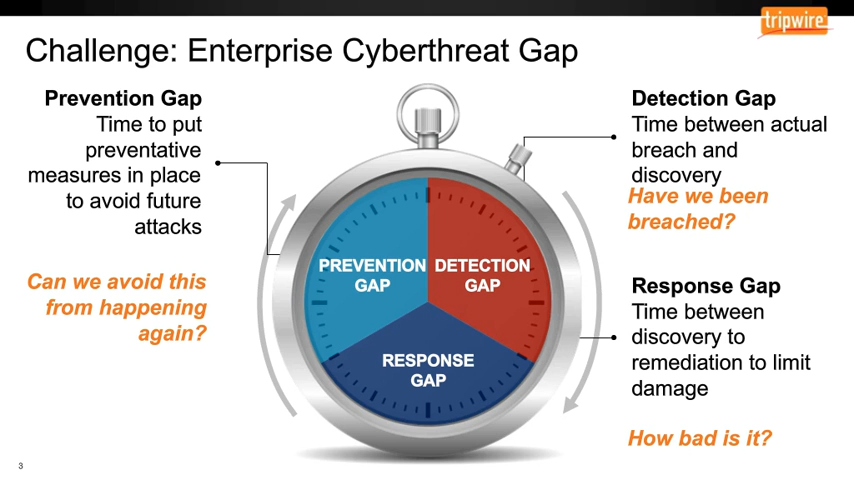 tripwire
Challenge: Enterprise Cyberthreat Gap
Prevention Gap
Time to put
preventative
measures in place
to avoid future
attacks
Can we avoid this
from happening
again?
PREVENTION
GAP
DETECTION
GAP
RESPONSE
GAP
Detection Gap
Time between actual
breach and
discovery
Have we been
breached?
Response Gap
Time between
discovery to
remediation to limit
damage
How bad is it?
3